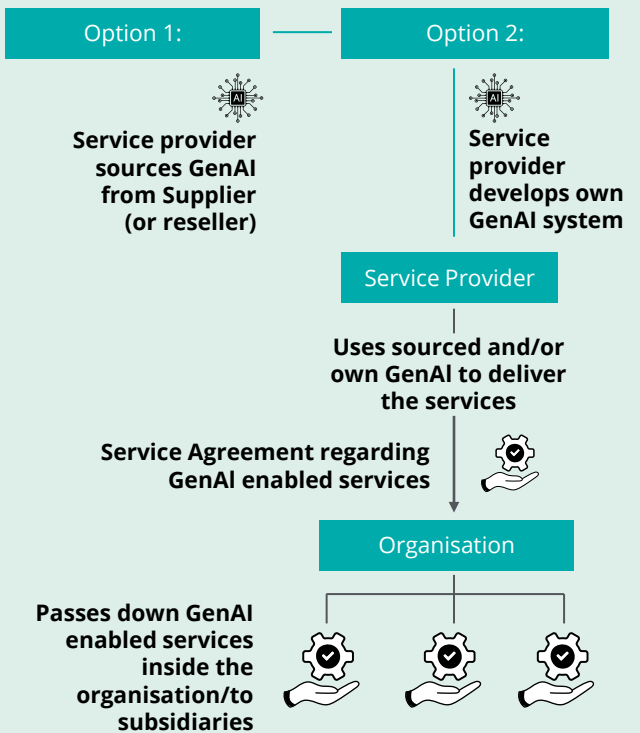 Option 1:
Option 2:
AI
Service provider
sources GenAI
from Supplier
(or reseller)
AI
Service
provider
develops own
GenAI system
Service Provider
Uses sourced and/or
own GenAI to deliver
the services
Service Agreement regarding
GenAI enabled services
Organisation
Passes down GenAI
enabled services
inside the
organisation/to
subsidiaries